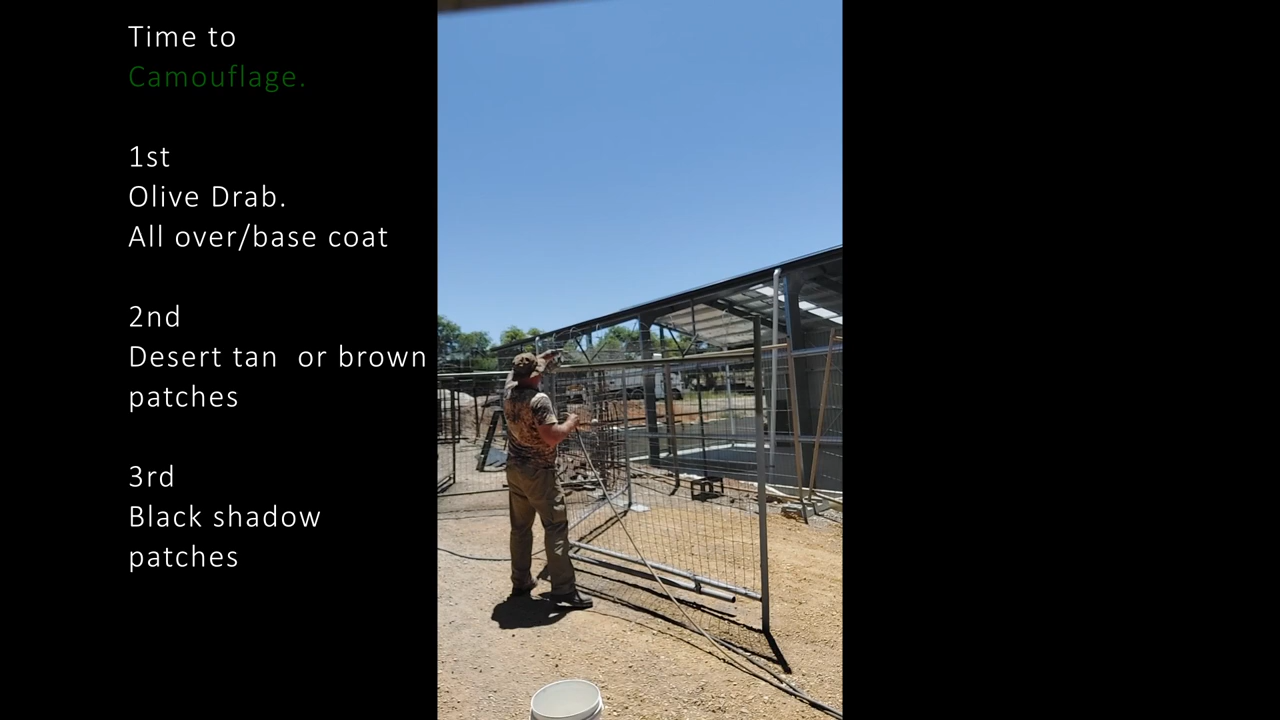 Time to
Camouflage.
1st
Olive Drab.
All over/base coat
2nd
Desert tan  or brown
patches
3rd
Black shadow
patches